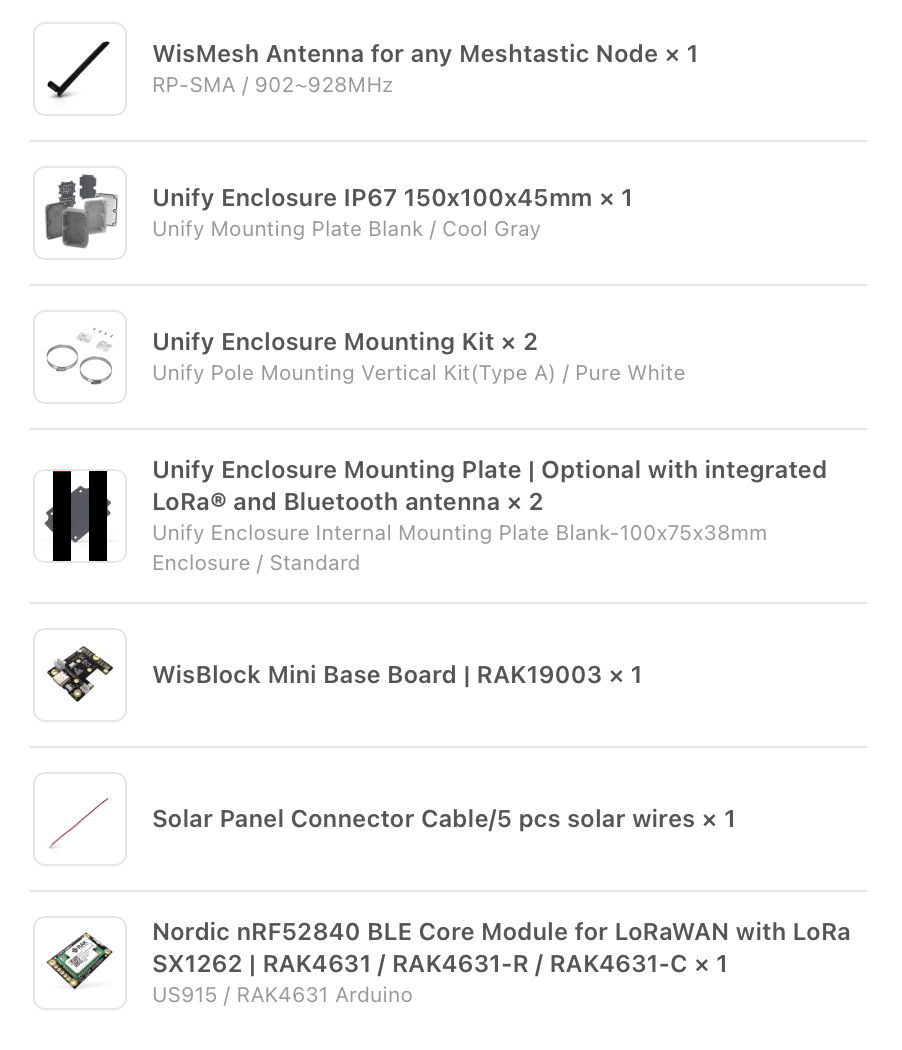 WisMesh Antenna for any Meshtastic Node × 1
RP-SMA / 902~928MHz
Unify Enclosure IP67 150x100x45mm × 1
Unify Mounting Plate Blank / Cool Gray
Unify Enclosure Mounting Kit × 2
Unify Pole Mounting Vertical Kit(Type A) / Pure White
Unify Enclosure Mounting Plate | Optional with integrated
LoRa® and Bluetooth antenna × 2
Unify Enclosure Internal Mounting Plate Blank-100x75x38mm
Enclosure / Standard
WisBlock Mini Base Board | RAK19003 × 1
Solar Panel Connector Cable/5 pcs solar wires × 1
Nordic nRF52840 BLE Core Module for LoRaWAN with LoRa
SX1262 | RAK4631 / RAK4631-R / RAK4631-C × 1
US915 / RAK4631 Arduino